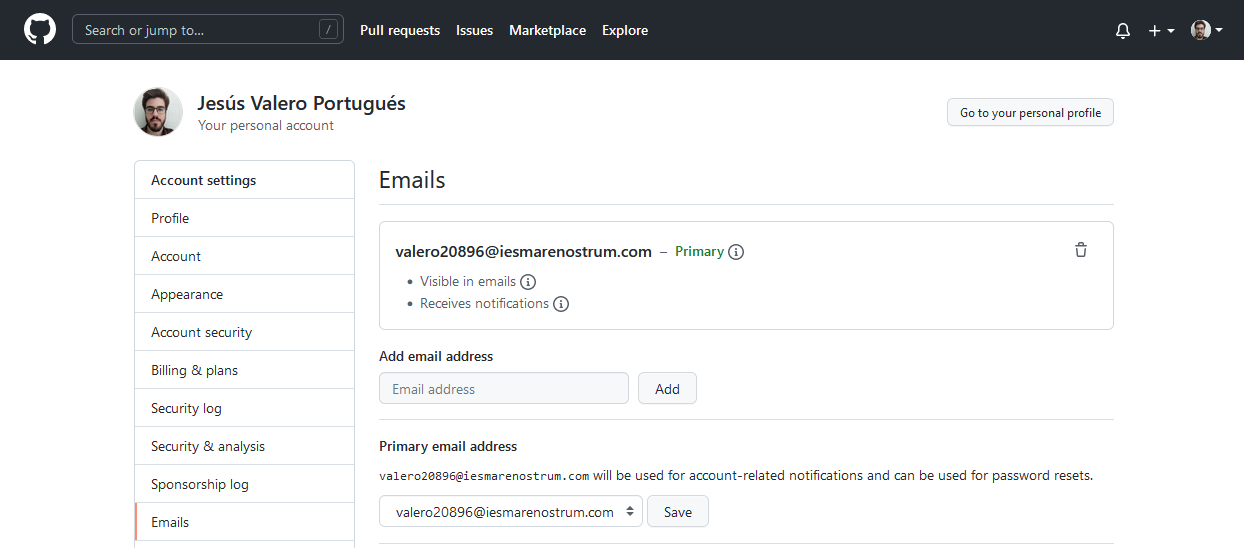 Search or jump to... / Pull requests Issues Marketplace Explore
Jesús Valero Portugués
Your personal account
Go to your personal profile
Account settings
Profile
Account
Appearance
Account security
Billing & plans
Security log
Security & analysis
Sponsorship log
Emails
Emails
valero20896@iesmarenostrum.com – Primary
• Visible in emails
• Receives notifications
Add email address
Email address Add
Primary email address
valero20896@iesmarenostrum.com will be used for account-related notifications and can be used for password resets.
valero20896@iesmarenostrum.com Save